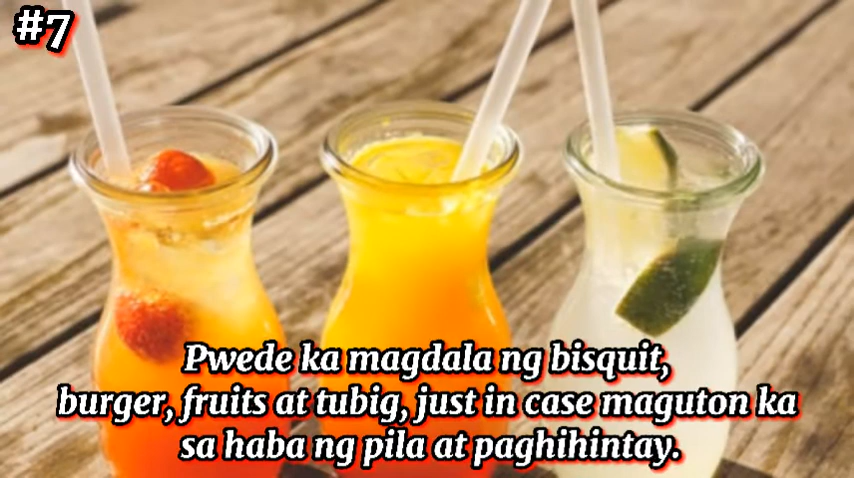 #7
Pwede ka magdala ng bisquit,
burger, fruits at tubig, just in case maguton ka
sa haba ng pila at paghihintay.